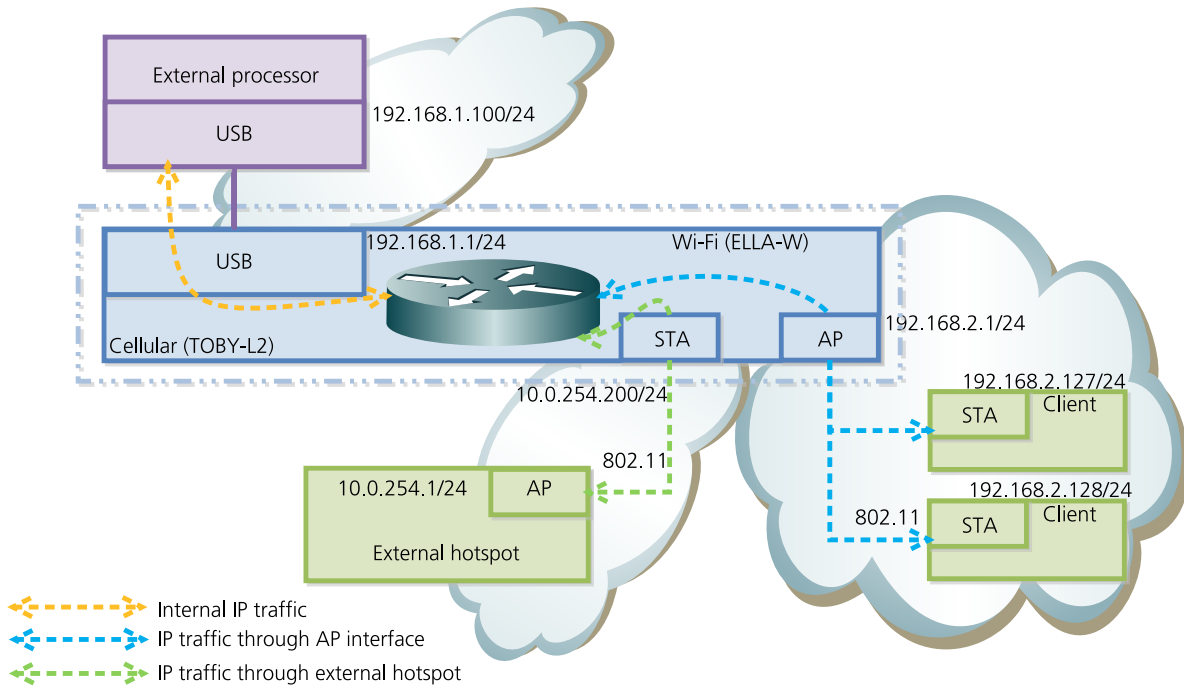 External processor
USB
192.168.1.100/24
USB
192.168.1.1/24
Wi-Fi (ELLA-W)
Cellular (TOBY-L2)
STA
AP
192.168.2.1/24
10.0.254.200/24
192.168.2.127/24
STA
Client
802.11
10.0.254.1/24
AP
External hotspot
192.168.2.128/24
802.11
STA
Client
Internal IP traffic
IP traffic through AP interface
IP traffic through external hotspot